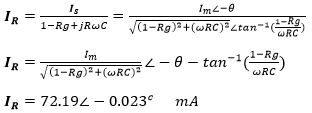 I_R = I_s / (1−Rg+jRωC) = I_m∠−θ / (√((1−Rg)²+(ωRC)²)∠tan⁻¹((1−Rg)/(ωRC)))
I_R = I_m / √((1−Rg)²+(ωRC)²) ∠ − θ − tan⁻¹((1−Rg)/(ωRC))
I_R = 72.19∠ − 0.023ᶜ mA